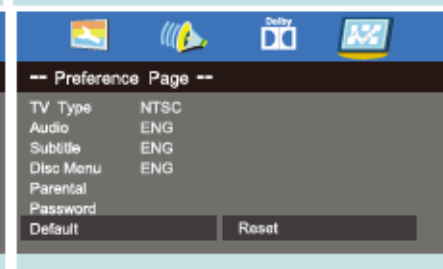 Dolby
-- Preference Page --
TV Type NTSC
Audio ENG
Subtitle ENG
Disc Menu ENG
Parental
Password
Default Reset